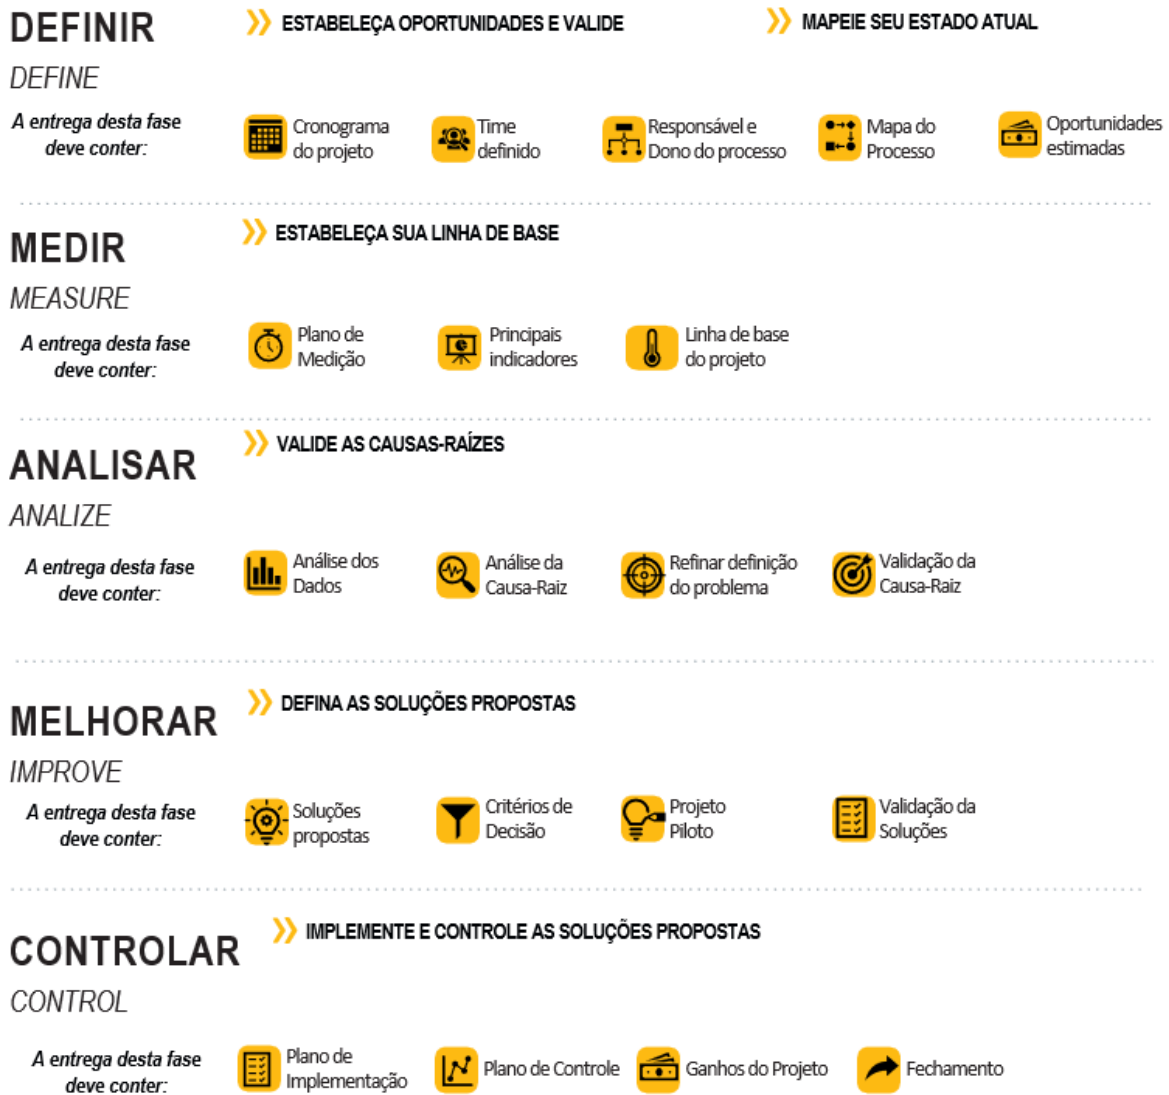 DEFINIR
ESTABELEÇA OPORTUNIDADES E VALIDE
MAPEIE SEU ESTADO ATUAL
DEFINE
A entrega desta fase
deve conter:
Cronograma
do projeto
Time
definido
Responsável e
Dono do processo
Mapa do
Processo
Oportunidades
estimadas
MEDIR
ESTABELEÇA SUA LINHA DE BASE
MEASURE
A entrega desta fase
deve conter:
Plano de
Medição
Principais
indicadores
Linha de base
do projeto
ANALISAR
VALIDE AS CAUSAS-RAÍZES
ANALIZE
A entrega desta fase
deve conter:
Análise dos
Dados
Análise da
Causa-Raiz
Refinar definição
do problema
Validação da
Causa-Raiz
MELHORAR
DEFINA AS SOLUÇÕES PROPOSTAS
IMPROVE
A entrega desta fase
deve conter:
Soluções
propostas
Critérios de
Decisão
Projeto
Piloto
Validação da
Soluções
CONTROLAR
IMPLEMENTE E CONTROLE AS SOLUÇÕES PROPOSTAS
CONTROL
A entrega desta fase
deve conter:
Plano de
Implementação
Plano de Controle
Ganhos do Projeto
Fechamento